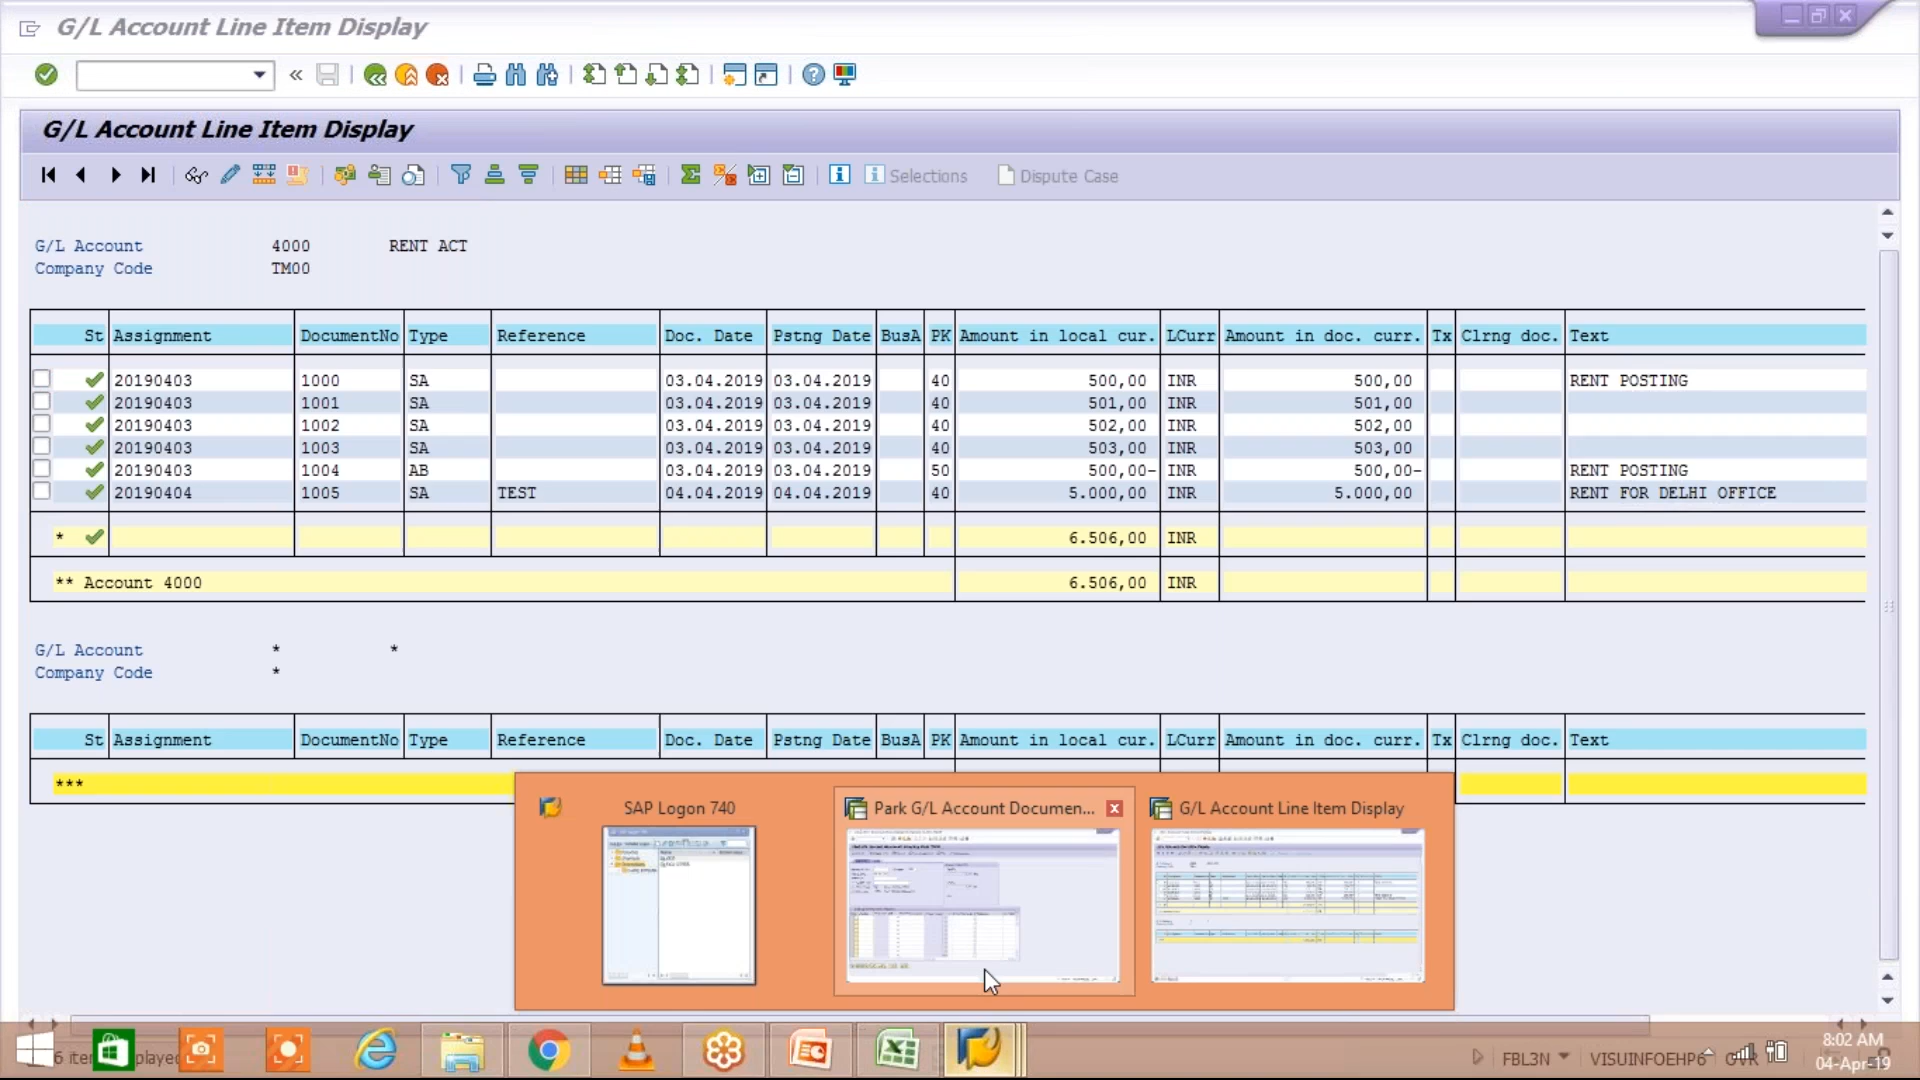 G/L Account Line Item Display
G/L Account Line Item Display
Selections Dispute Case
G/L Account 4000 RENT ACT
Company Code TM00
St Assignment DocumentNo Type Reference Doc. Date Pstng Date BusA PK Amount in local cur. LCurr Amount in doc. curr. Tx Clrng doc. Text
20190403 1000 SA 03.04.2019 03.04.2019 40 500,00 INR 500,00 RENT POSTING
20190403 1001 SA 03.04.2019 03.04.2019 40 501,00 INR 501,00
20190403 1002 SA 03.04.2019 03.04.2019 40 502,00 INR 502,00
20190403 1003 SA 03.04.2019 03.04.2019 40 503,00 INR 503,00
20190403 1004 AB 03.04.2019 03.04.2019 50 500,00- INR 500,00- RENT POSTING
20190404 1005 SA TEST 04.04.2019 04.04.2019 40 5.000,00 INR 5.000,00 RENT FOR DELHI OFFICE
* 6.506,00 INR
** Account 4000 6.506,00 INR
G/L Account * *
Company Code *
St Assignment DocumentNo Type Reference Doc. Date Pstng Date BusA PK Amount in local cur. LCurr Amount in doc. curr. Tx Clrng doc. Text
***
SAP Logon 740 Park G/L Account Documen... G/L Account Line Item Display
FBL3N VISUINFOEHP6 OVR
8:02 AM
04-Apr-19